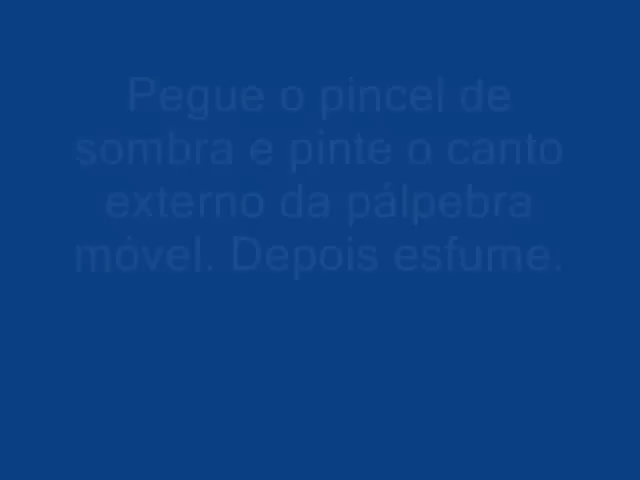 Pegue o pincel de
sombra e pinte o canto
externo da pálpebra
móvel. Depois esfume.